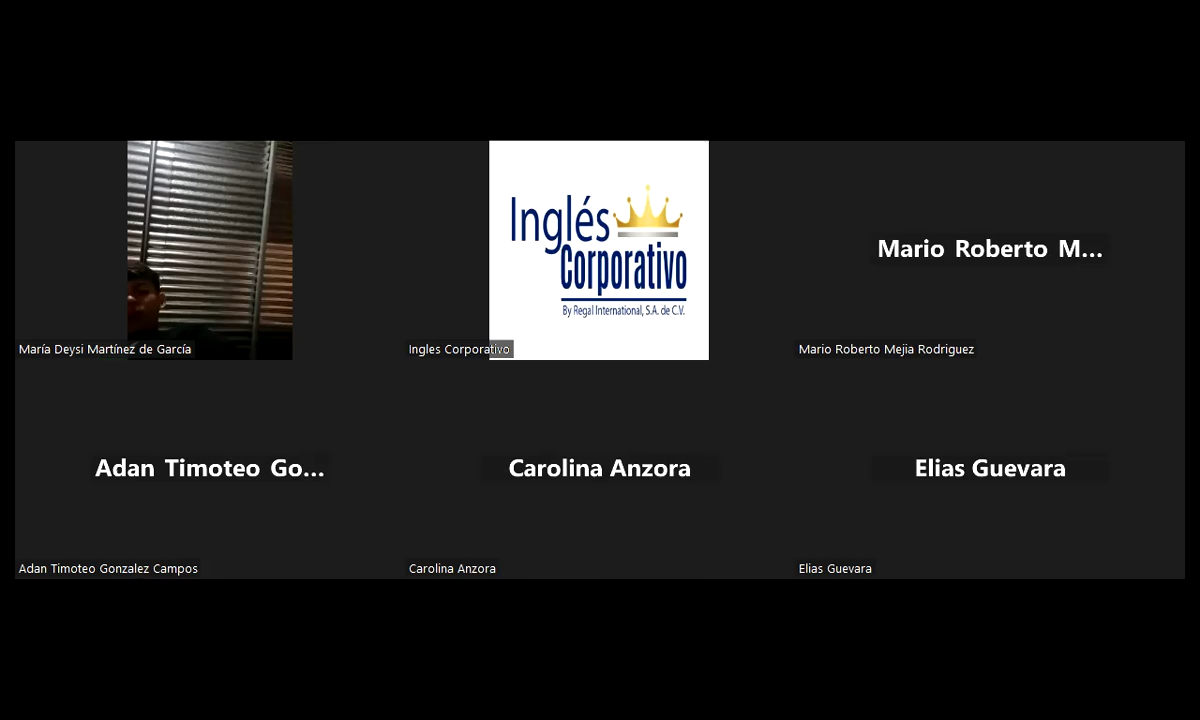 Inglés
Corporativo
By Regal International, S.A. de C.V.
Mario Roberto M...
María Deysi Martínez de García
Ingles Corporativo
Mario Roberto Mejia Rodriguez
Adan Timoteo Go...
Carolina Anzora
Elias Guevara
Adan Timoteo Gonzalez Campos
Carolina Anzora
Elias Guevara